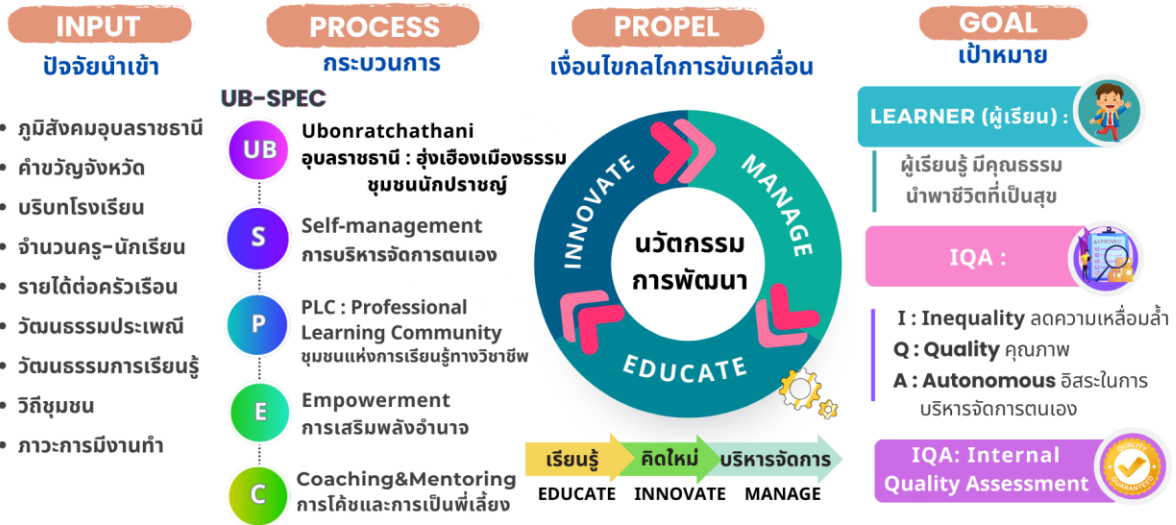 INPUT
ปัจจัยนำเข้า
• ภูมิสังคมอุบลราชธานี
• คำขวัญจังหวัด
• บริบทโรงเรียน
• จำนวนครู-นักเรียน
• รายได้ต่อครัวเรือน
• วัฒนธรรมประเพณี
• วัฒนธรรมการเรียนรู้
• วิถีชุมชน
• ภาวะการมีงานทำ
PROCESS
กระบวนการ
UB-SPEC
UB
Ubonratchathani
อุบลราชธานี : ฮุ่งเฮืองเมืองธรรม
ชุมชนนักปราชญ์
S
Self-management
การบริหารจัดการตนเอง
P
PLC : Professional
Learning Community
ชุมชนแห่งการเรียนรู้ทางวิชาชีพ
E
Empowerment
การเสริมพลังอำนาจ
C
Coaching&Mentoring
การโค้ชและการเป็นพี่เลี้ยง
PROPEL
เงื่อนไขกลไกการขับเคลื่อน
INNOVATE
MANAGE
EDUCATE
นวัตกรรม
การพัฒนา
เรียนรู้ คิดใหม่ บริหารจัดการ
EDUCATE INNOVATE MANAGE
GOAL
เป้าหมาย
LEARNER (ผู้เรียน) :
ผู้เรียนรู้ มีคุณธรรม
นำพาชีวิตที่เป็นสุข
IQA :
I : Inequality ลดความเหลื่อมล้ำ
Q : Quality คุณภาพ
A : Autonomous อิสระในการ
บริหารจัดการตนเอง
IQA: Internal
Quality Assessment
QUALITY
GUARANTEED